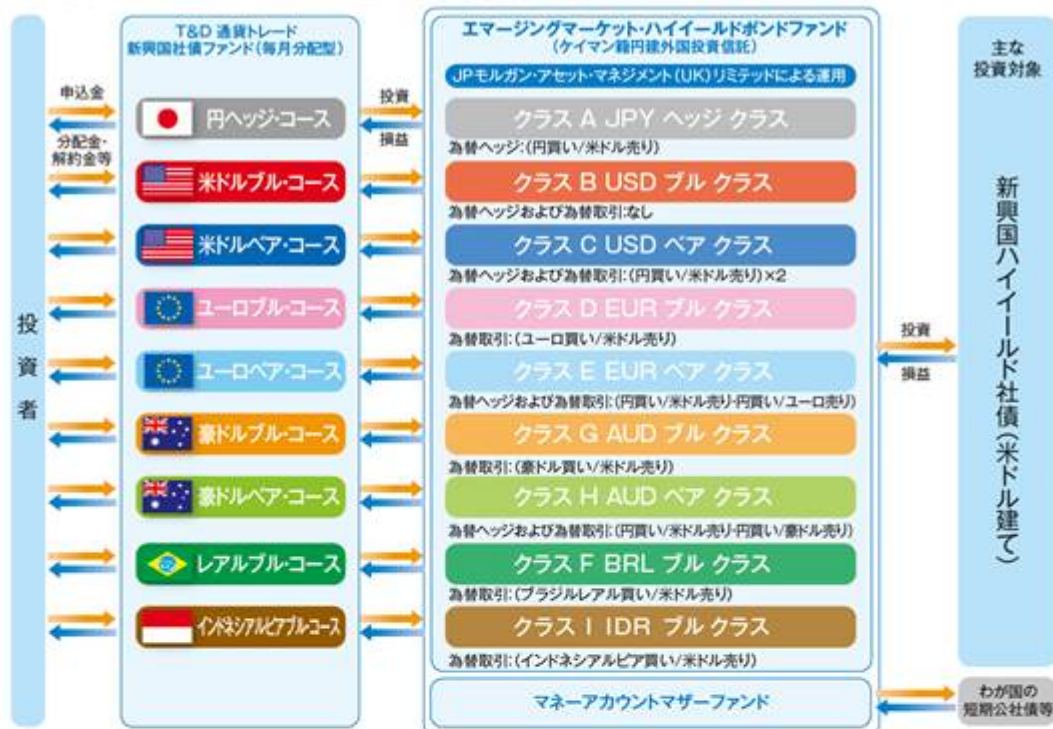 T&D 通貨トレード
新興国社債ファンド(毎月分配型)
エマージングマーケット・ハイイールドボンドファンド
(ケイマン籍円建外国投資信託)
JPモルガン・アセット・マネジメント(UK)リミテッドによる運用
主な
投資対象
申込金
分配金・
解約金等
投資
損益
円ヘッジ・コース
クラス A JPY ヘッジ クラス
為替ヘッジ:(円買い/米ドル売り)
米ドルブル・コース
クラス B USD ブル クラス
為替ヘッジおよび為替取引:なし
米ドルベア・コース
クラス C USD ベア クラス
為替ヘッジおよび為替取引:(円買い/米ドル売り)×2
ユーロブル・コース
クラス D EUR ブル クラス
為替取引:(ユーロ買い/米ドル売り)
ユーロベア・コース
クラス E EUR ベア クラス
為替ヘッジおよび為替取引:(円買い/米ドル売り・円買い/ユーロ売り)
豪ドルブル・コース
クラス G AUD ブル クラス
為替取引:(豪ドル買い/米ドル売り)
豪ドルベア・コース
クラス H AUD ベア クラス
為替ヘッジおよび為替取引:(円買い/米ドル売り・円買い/豪ドル売り)
レアルブル・コース
クラス F BRL ブル クラス
為替取引:(ブラジルレアル買い/米ドル売り)
インドネシアルピアブル・コース
クラス I IDR ブル クラス
為替取引:(インドネシアルピア買い/米ドル売り)
マネーアカウントマザーファンド
投資者
投資
損益
新興国ハイイールド社債(米ドル建て)
わが国の
短期公社債等